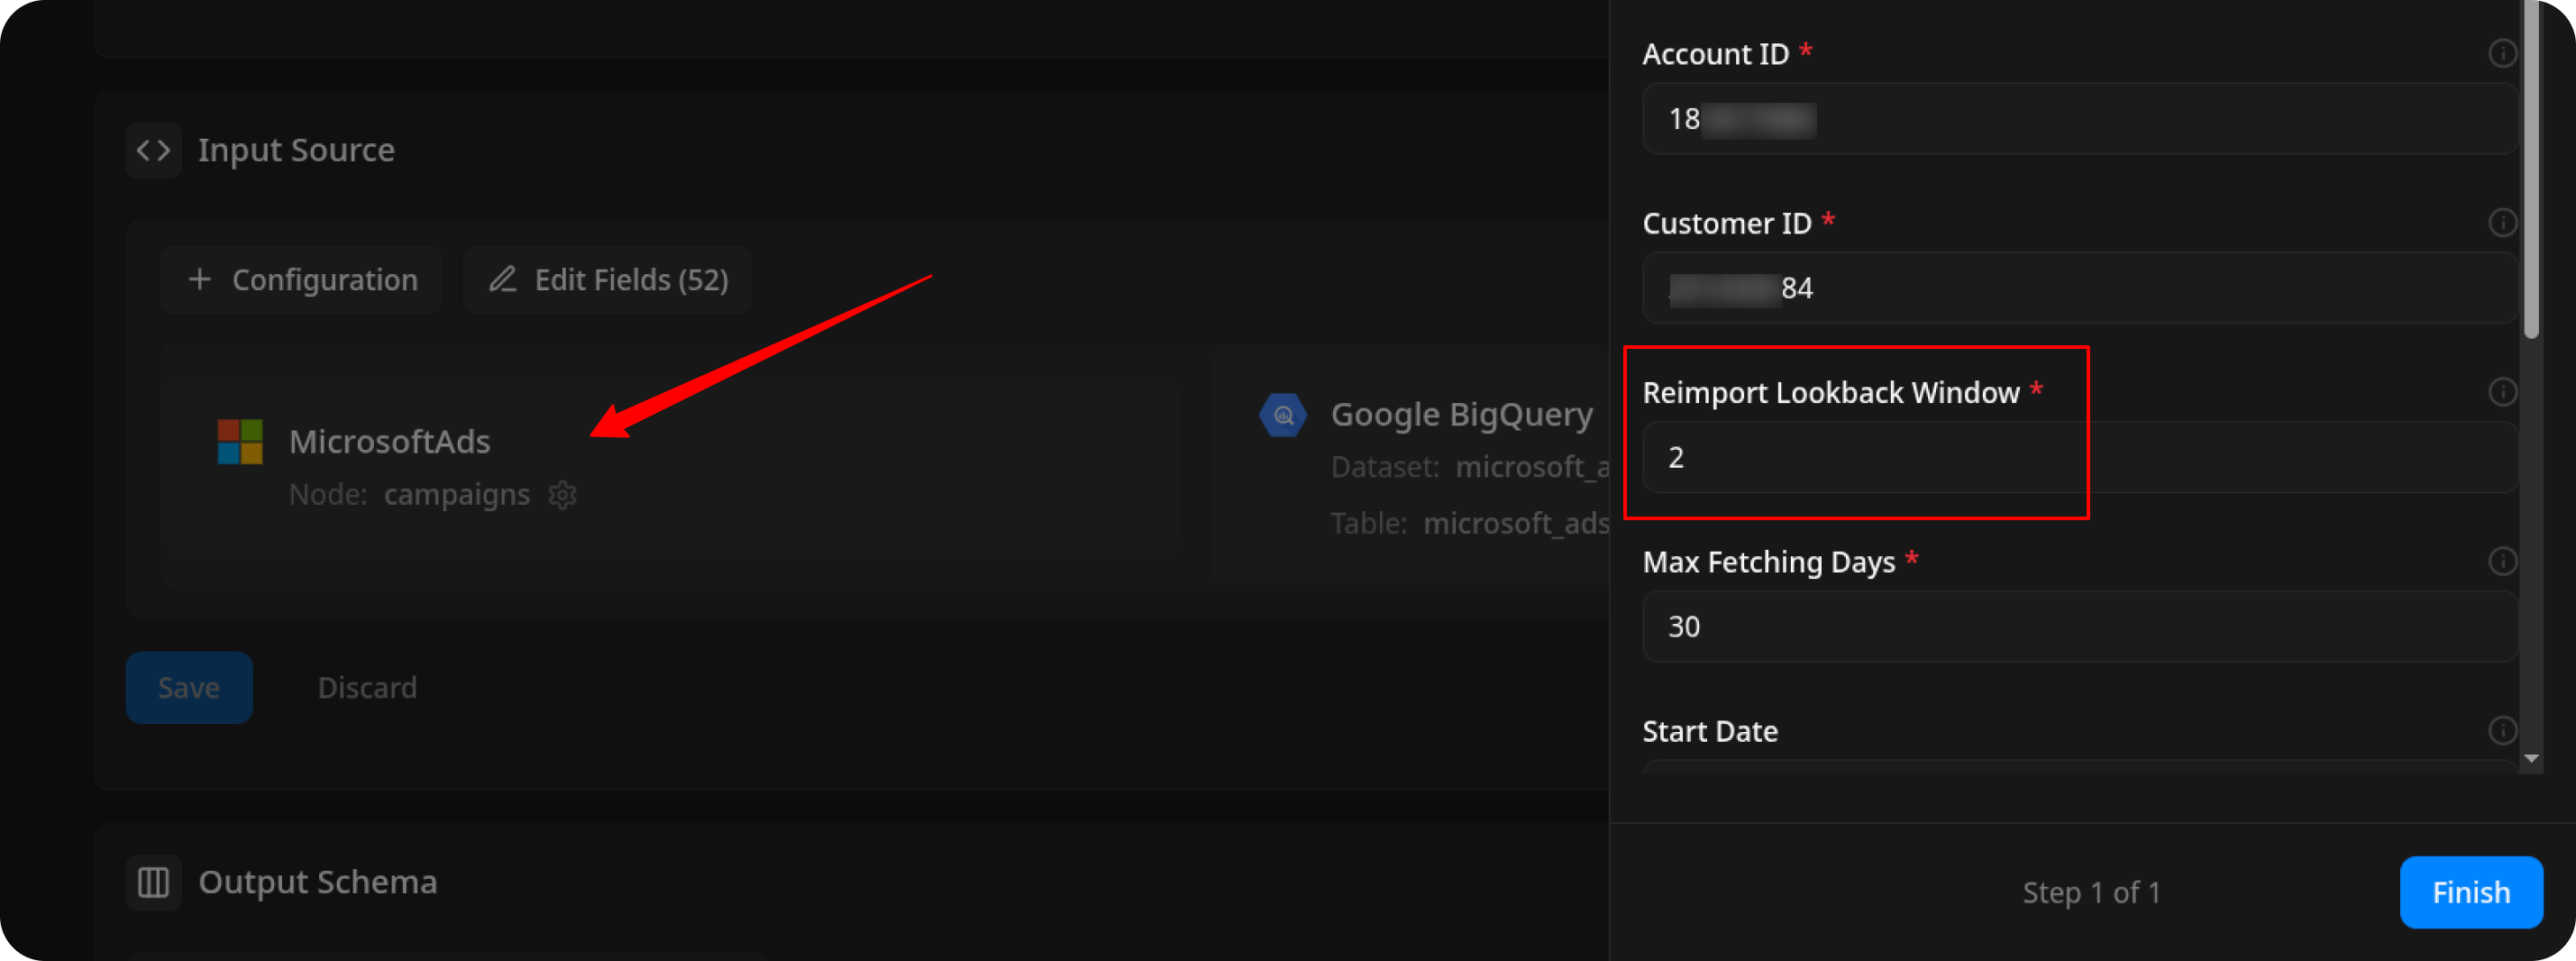 Input Source
Configuration
Edit Fields (52)
MicrosoftAds
Node: campaigns
Google BigQuery
Dataset: microsoft_a
Table: microsoft_ads
Save
Discard
Output Schema
Account ID *
18
Customer ID *
84
Reimport Lookback Window *
2
Max Fetching Days *
30
Start Date
Step 1 of 1
Finish